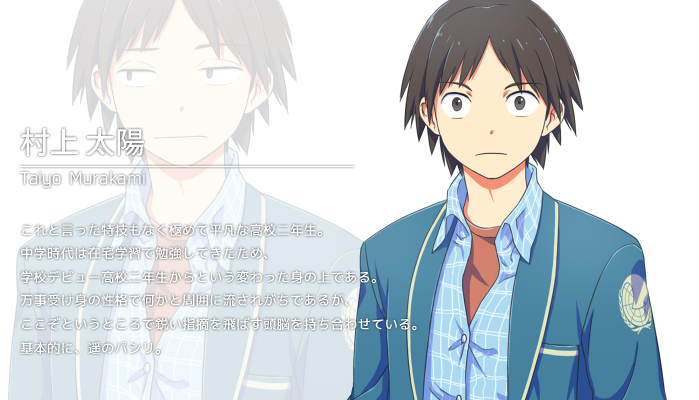 村上 太陽
Taiyo Murakami
これと言った特技もなく極めて平凡な高校二年生。
中学時代は在宅学習で勉強してきたため、
学校デビュー高校二年生からという変わった身の上である。
万事受け身の性格で何かと周囲に流されがちであるが、
ここぞというところで鋭い指摘を飛ばす頭脳を持ち合わせている。
基本的に、遥のパシリ。